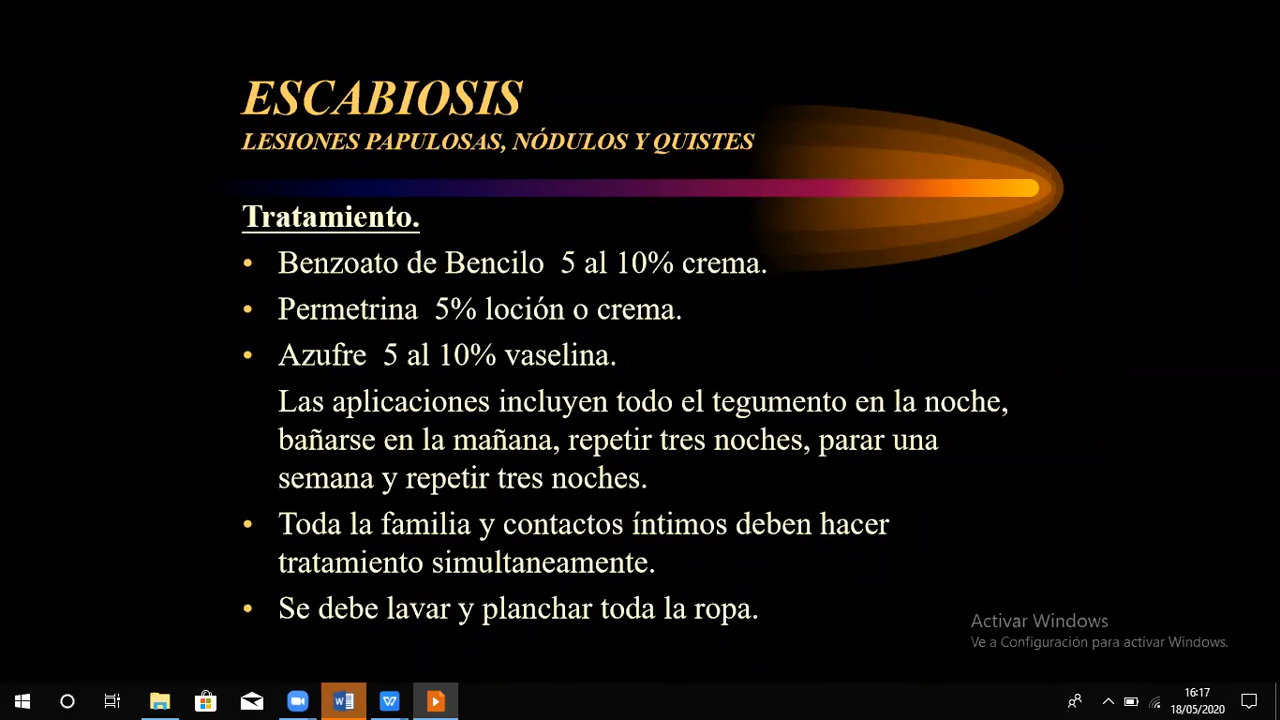 ESCABIOSIS
LESIONES PAPULOSAS, NÓDULOS Y QUISTES
Tratamiento.
• Benzoato de Bencilo 5 al 10% crema.
• Permetrina 5% loción o crema.
• Azufre 5 al 10% vaselina.
Las aplicaciones incluyen todo el tegumento en la noche,
bañarse en la mañana, repetir tres noches, parar una
semana y repetir tres noches.
• Toda la familia y contactos íntimos deben hacer
tratamiento simultaneamente.
• Se debe lavar y planchar toda la ropa.
Activar Windows
Ve a Configuración para activar Windows.
16:17
18/05/2020